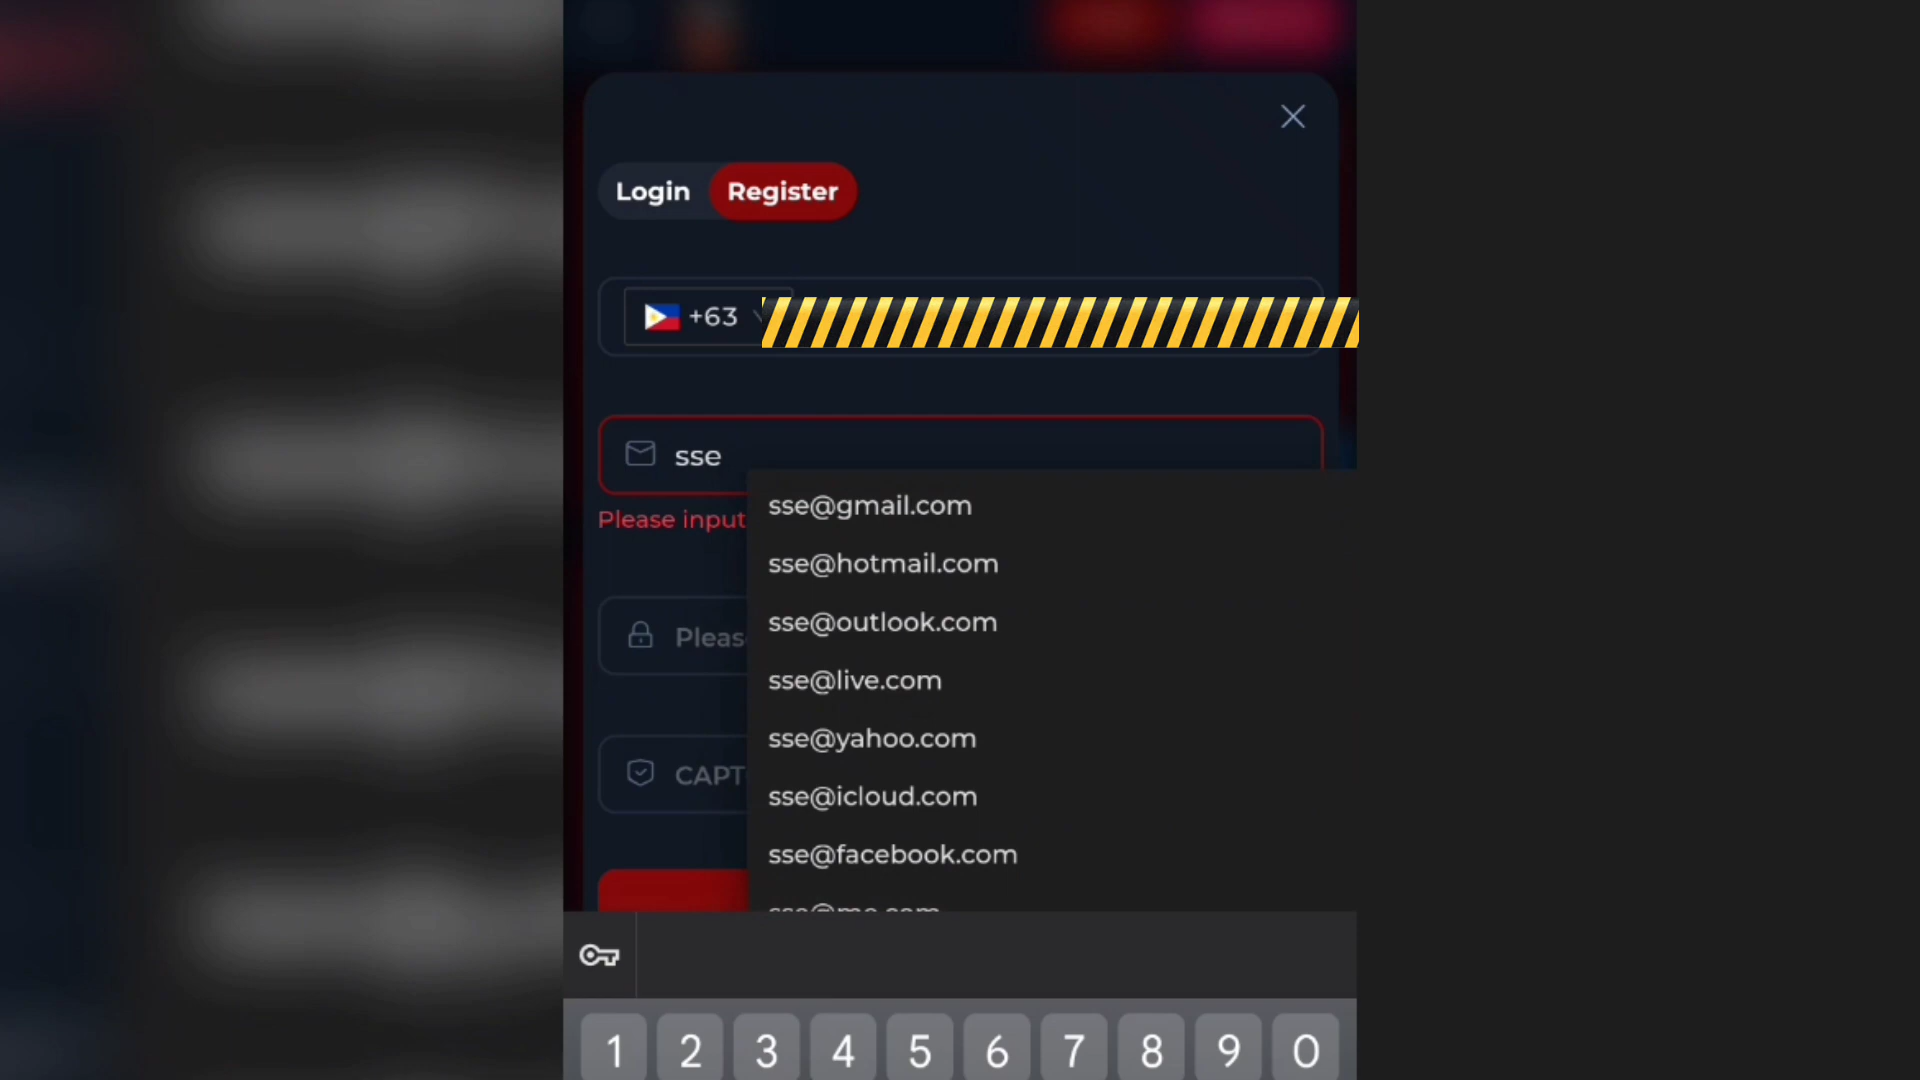 Login Register
+63
sse
Please input
sse@gmail.com
sse@hotmail.com
sse@outlook.com
sse@live.com
sse@yahoo.com
sse@icloud.com
sse@facebook.com
1 2 3 4 5 6 7 8 9 0